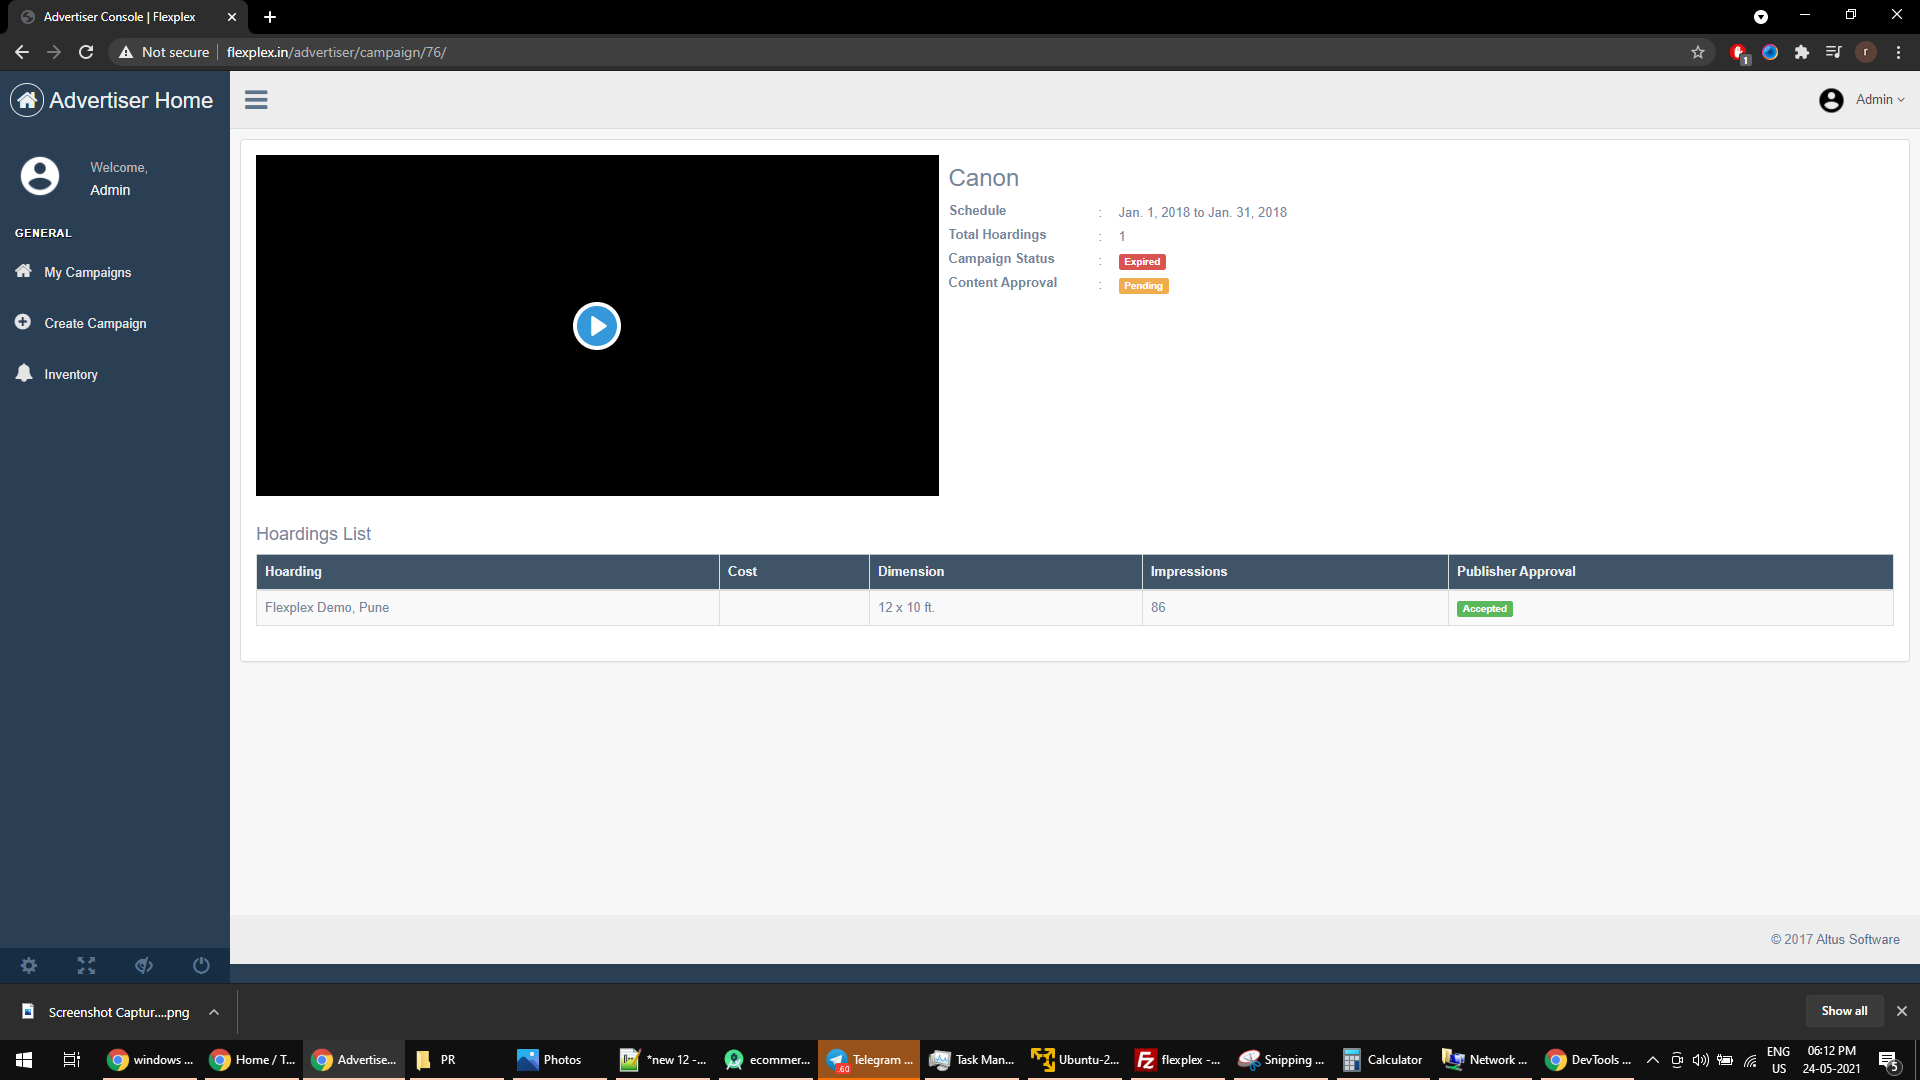 Advertiser Console | Flexplex
Not secure flexplex.in/advertiser/campaign/76/
1
r
Advertiser Home
Admin
Welcome,
Admin
GENERAL
My Campaigns
Create Campaign
Inventory
Canon
Schedule : Jan. 1, 2018 to Jan. 31, 2018
Total Hoardings : 1
Campaign Status : Expired
Content Approval : Pending
Hoardings List
Hoarding Cost Dimension Impressions Publisher Approval
Flexplex Demo, Pune 12 x 10 ft. 86 Accepted
© 2017 Altus Software
Screenshot Captur....png
Show all
windows ... Home / T... Advertise... PR Photos *new 12 -... ecommer... Telegram ... Task Man... Ubuntu-2... flexplex -... Snipping ... Calculator Network ... DevTools ...
.60
ENG
US
06:12 PM
24-05-2021
5